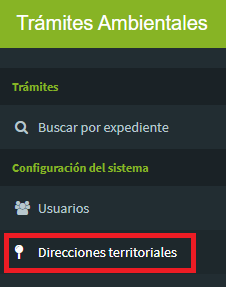 Trámites Ambientales
Trámites
Buscar por expediente
Configuración del sistema
Usuarios
Direcciones territoriales